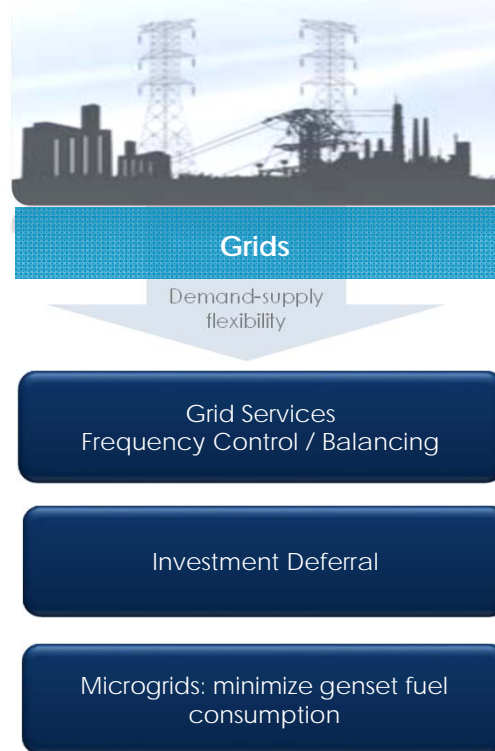 Grids
Demand-supply
flexibility
Grid Services
Frequency Control / Balancing
Investment Deferral
Microgrids: minimize genset fuel
consumption